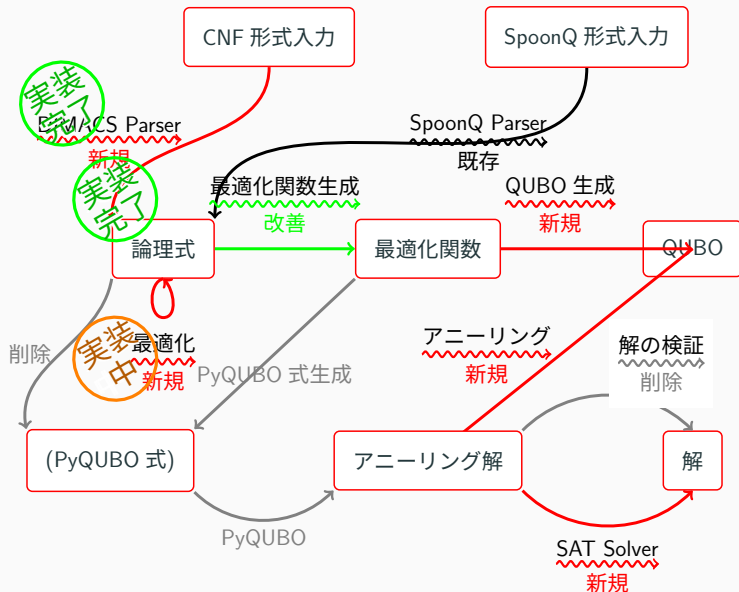 CNF 形式入力
SpoonQ 形式入力
実装
完了
DIMACS Parser
新規
SpoonQ Parser
既存
実装
完了
最適化関数生成
改善
QUBO 生成
新規
論理式
最適化関数
QUBO
削除
実装
中
最適化
新規
PyQUBO 式生成
アニーリング
新規
解の検証
削除
(PyQUBO 式)
アニーリング解
解
PyQUBO
SAT Solver
新規